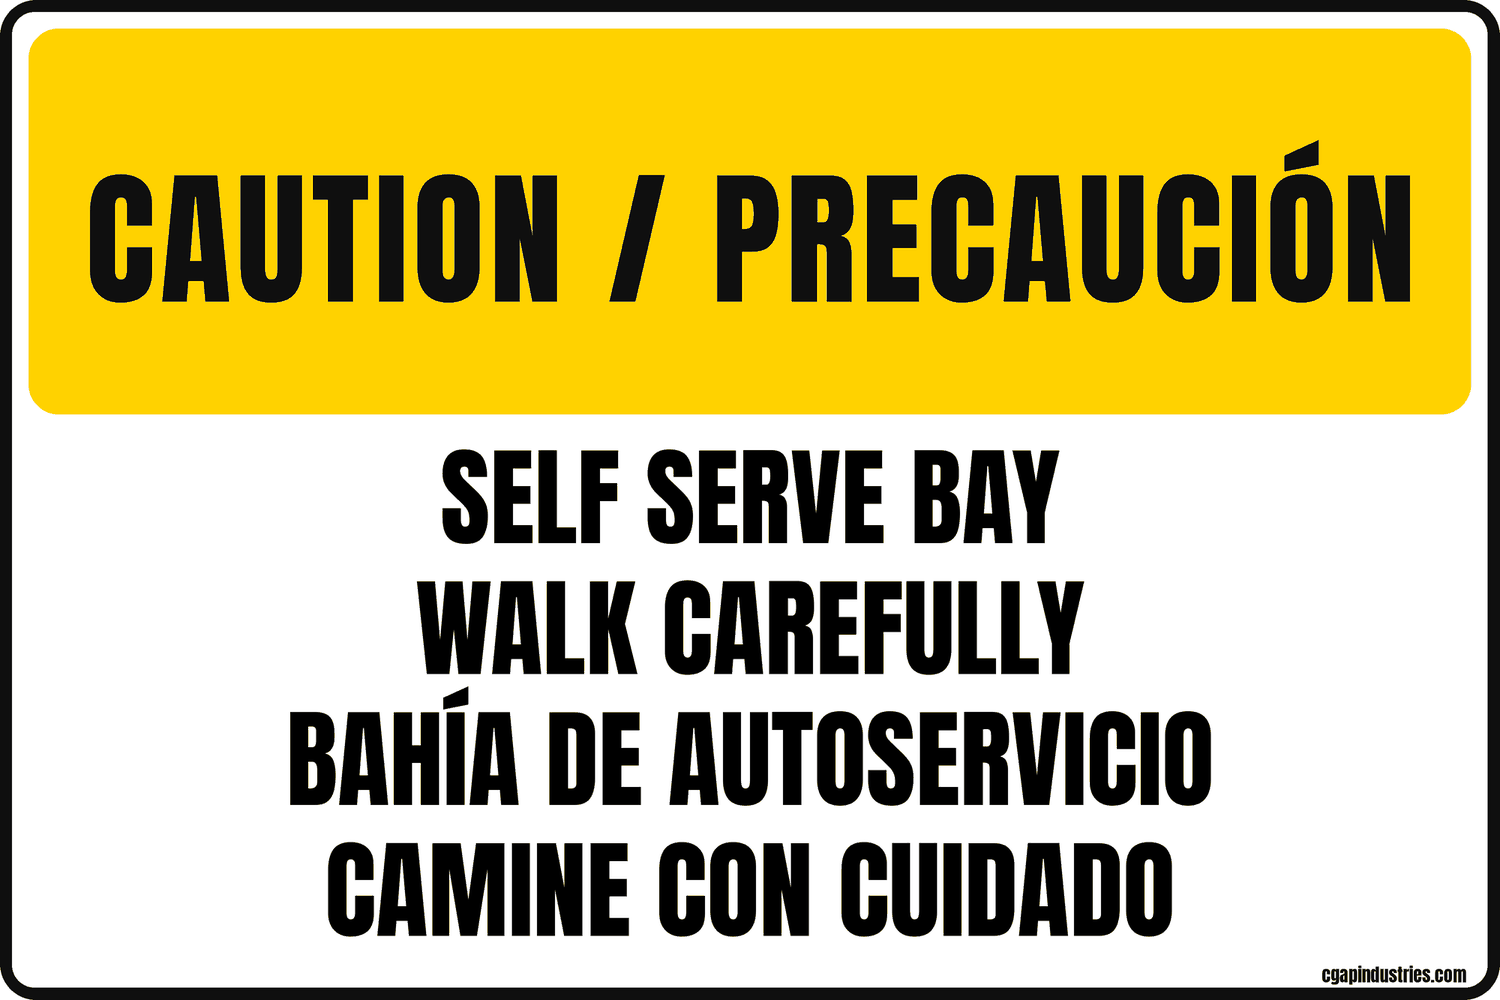 CAUTION / PRECAUCIÓN
SELF SERVE BAY
WALK CAREFULLY
BAHÍA DE AUTOSERVICIO
CAMINE CON CUIDADO
cgapindustries.com